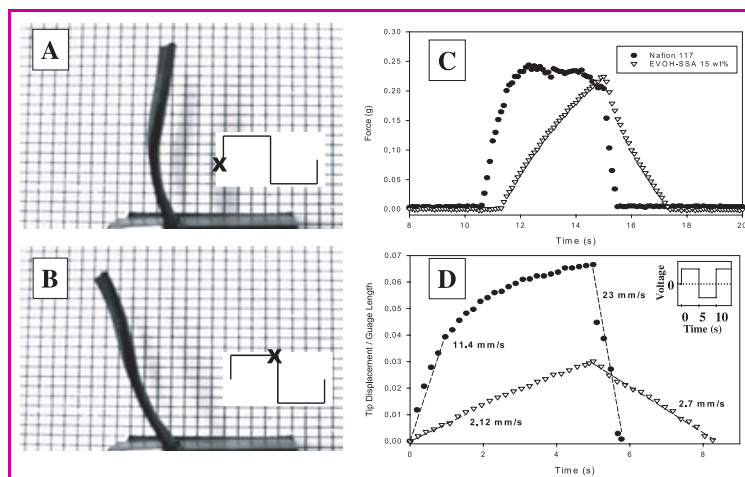 A
X
B
X
C
Nafion 117
EVOH-SSA 15 wt%
Force (g)
0.30
0.25
0.20
0.15
0.10
0.05
0.00
8 10 12 14 16 18 20
Time (s)
D
Voltage
0
0 5 10
Time (s)
23 mm/s
11.4 mm/s
2.12 mm/s
2.7 mm/s
Tip Displacement / Guage Length
0.07
0.06
0.05
0.04
0.03
0.02
0.01
0.00
0 2 4 6 8
Time (s)